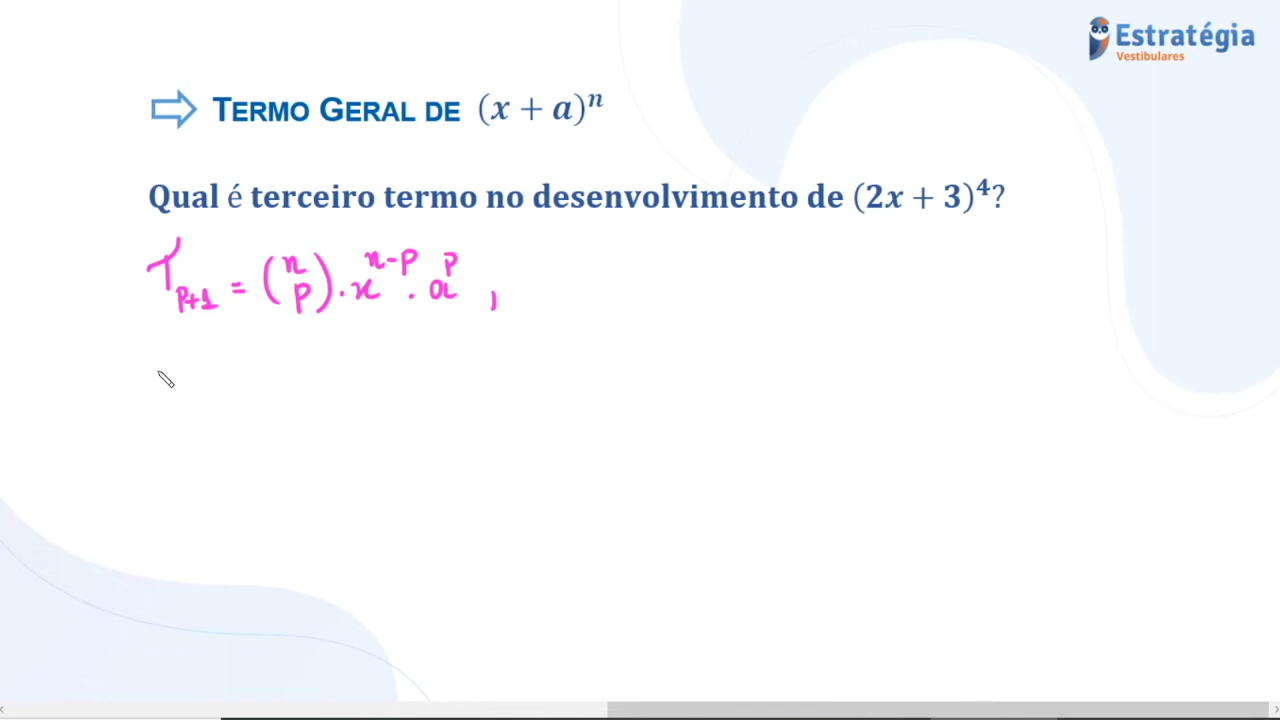 Estratégia
Vestibulares
TERMO GERAL DE (x + a)ⁿ
Qual é terceiro termo no desenvolvimento de (2x + 3)⁴?
T_{p+1} = (n p) · x^{n-p} · a^p ,